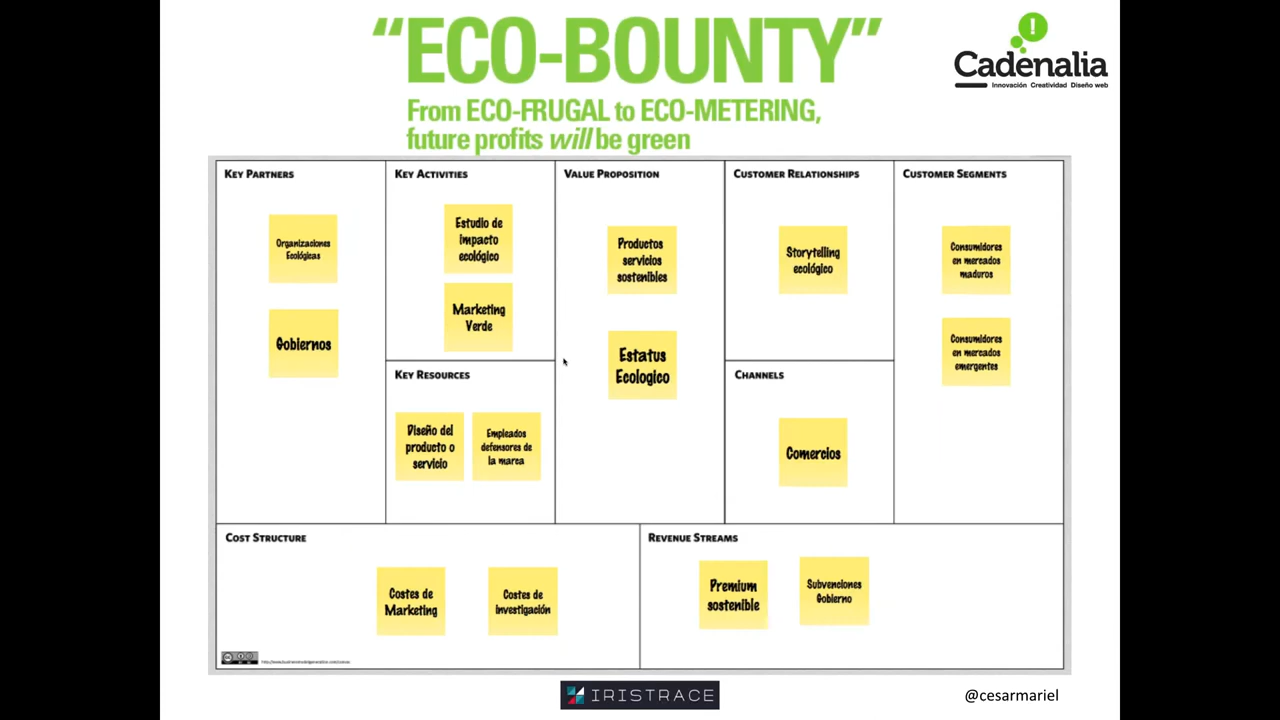 “ECO-BOUNTY”
From ECO-FRUGAL to ECO-METERING,
future profits will be green
!
Cadenalia
Innovación Creatividad Diseño web
KEY PARTNERS
Organizaciones
Ecológicas
Gobiernos
KEY ACTIVITIES
Estudio de
impacto
ecológico
Marketing
Verde
KEY RESOURCES
Diseño del
producto o
servicio
Empleados
defensores de
la marca
VALUE PROPOSITION
Productos
servicios
sostenibles
Estatus
Ecologico
CUSTOMER RELATIONSHIPS
Storytelling
ecológico
CHANNELS
Comercios
CUSTOMER SEGMENTS
Consumidores
en mercados
maduros
Consumidores
en mercados
emergentes
COST STRUCTURE
Costes de
Marketing
Costes de
investigación
REVENUE STREAMS
Premium
sostenible
Subvenciones
Gobierno
IRISTRACE
@cesarmariel